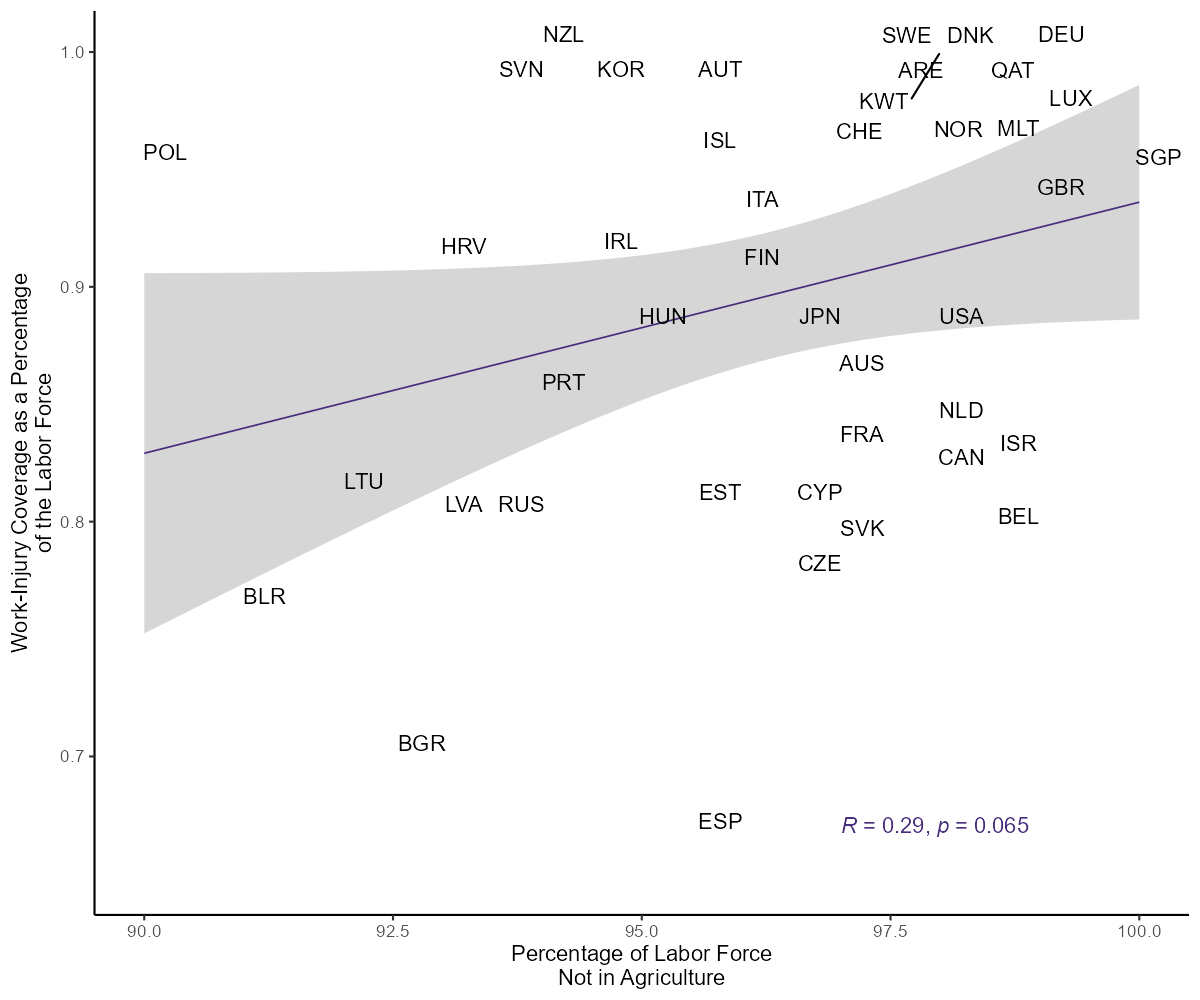 NZL
SWE
DNK
DEU
1.0
SVN
KOR
AUT
ARE
QAT
KWT
LUX
CHE
NOR
MLT
ISL
POL
SGP
GBR
ITA
HRV
IRL
FIN
0.9
HUN
JPN
USA
AUS
PRT
NLD
FRA
ISR
CAN
LTU
EST
CYP
LVA
RUS
BEL
0.8
SVK
CZE
BLR
BGR
0.7
ESP
R = 0.29, p = 0.065
Work-Injury Coverage as a Percentage
of the Labor Force
90.0
92.5
95.0
97.5
100.0
Percentage of Labor Force
Not in Agriculture